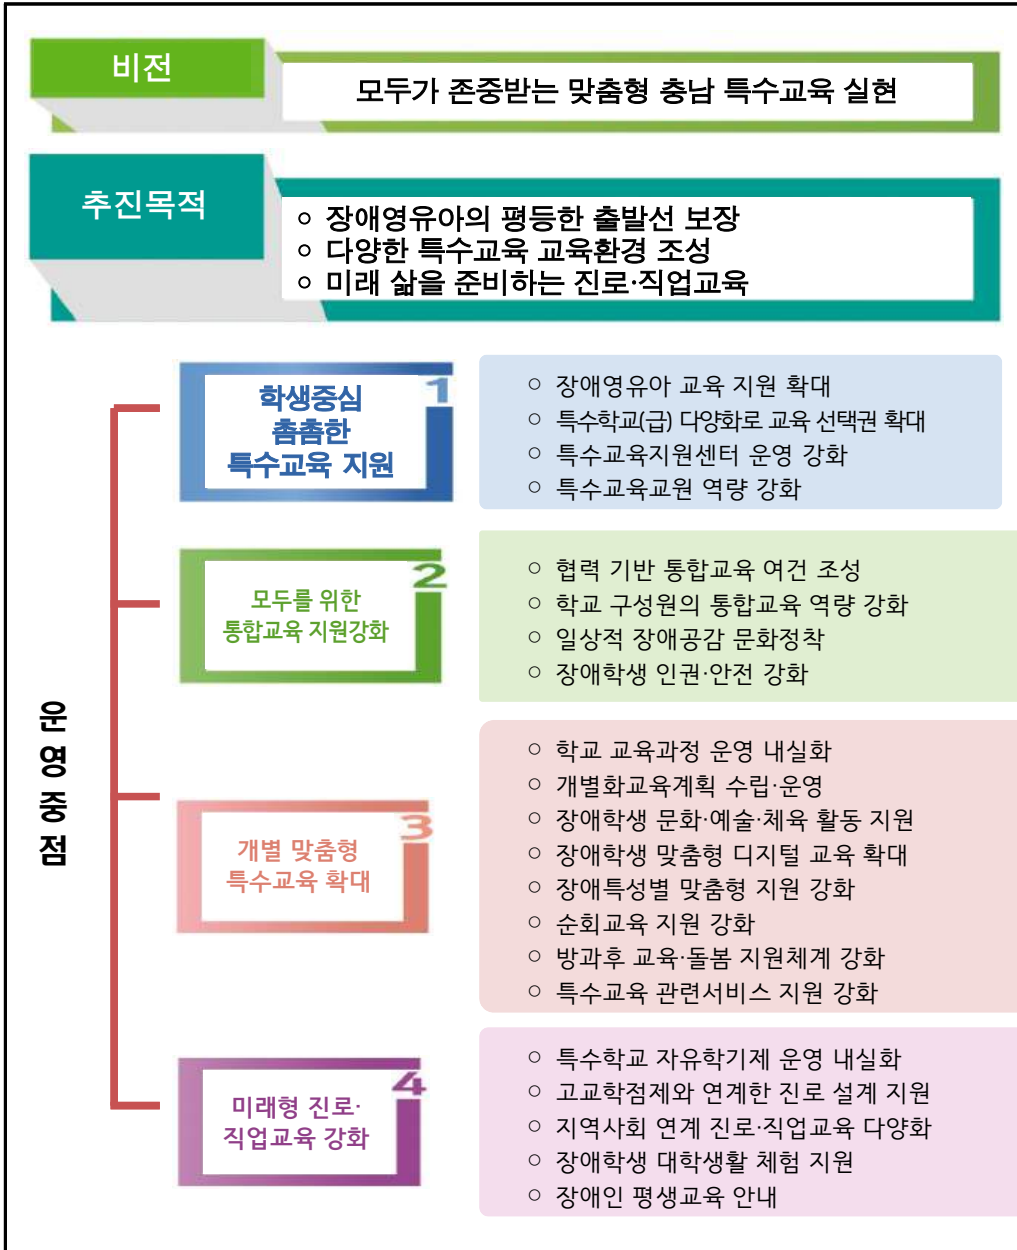 비전
모두가 존중받는 맞춤형 충남 특수교육 실현
추진목적
○ 장애영유아의 평등한 출발선 보장
○ 다양한 특수교육 교육환경 조성
○ 미래 삶을 준비하는 진로·직업교육
운영중점
1
학생중심
촘촘한
특수교육 지원
○ 장애영유아 교육 지원 확대
○ 특수학교(급) 다양화로 교육 선택권 확대
○ 특수교육지원센터 운영 강화
○ 특수교육교원 역량 강화
2
모두를 위한
통합교육 지원강화
○ 협력 기반 통합교육 여건 조성
○ 학교 구성원의 통합교육 역량 강화
○ 일상적 장애공감 문화정착
○ 장애학생 인권·안전 강화
3
개별 맞춤형
특수교육 확대
○ 학교 교육과정 운영 내실화
○ 개별화교육계획 수립·운영
○ 장애학생 문화·예술·체육 활동 지원
○ 장애학생 맞춤형 디지털 교육 확대
○ 장애특성별 맞춤형 지원 강화
○ 순회교육 지원 강화
○ 방과후 교육·돌봄 지원체계 강화
○ 특수교육 관련서비스 지원 강화
4
미래형 진로·
직업교육 강화
○ 특수학교 자유학기제 운영 내실화
○ 고교학점제와 연계한 진로 설계 지원
○ 지역사회 연계 진로·직업교육 다양화
○ 장애학생 대학생활 체험 지원
○ 장애인 평생교육 안내